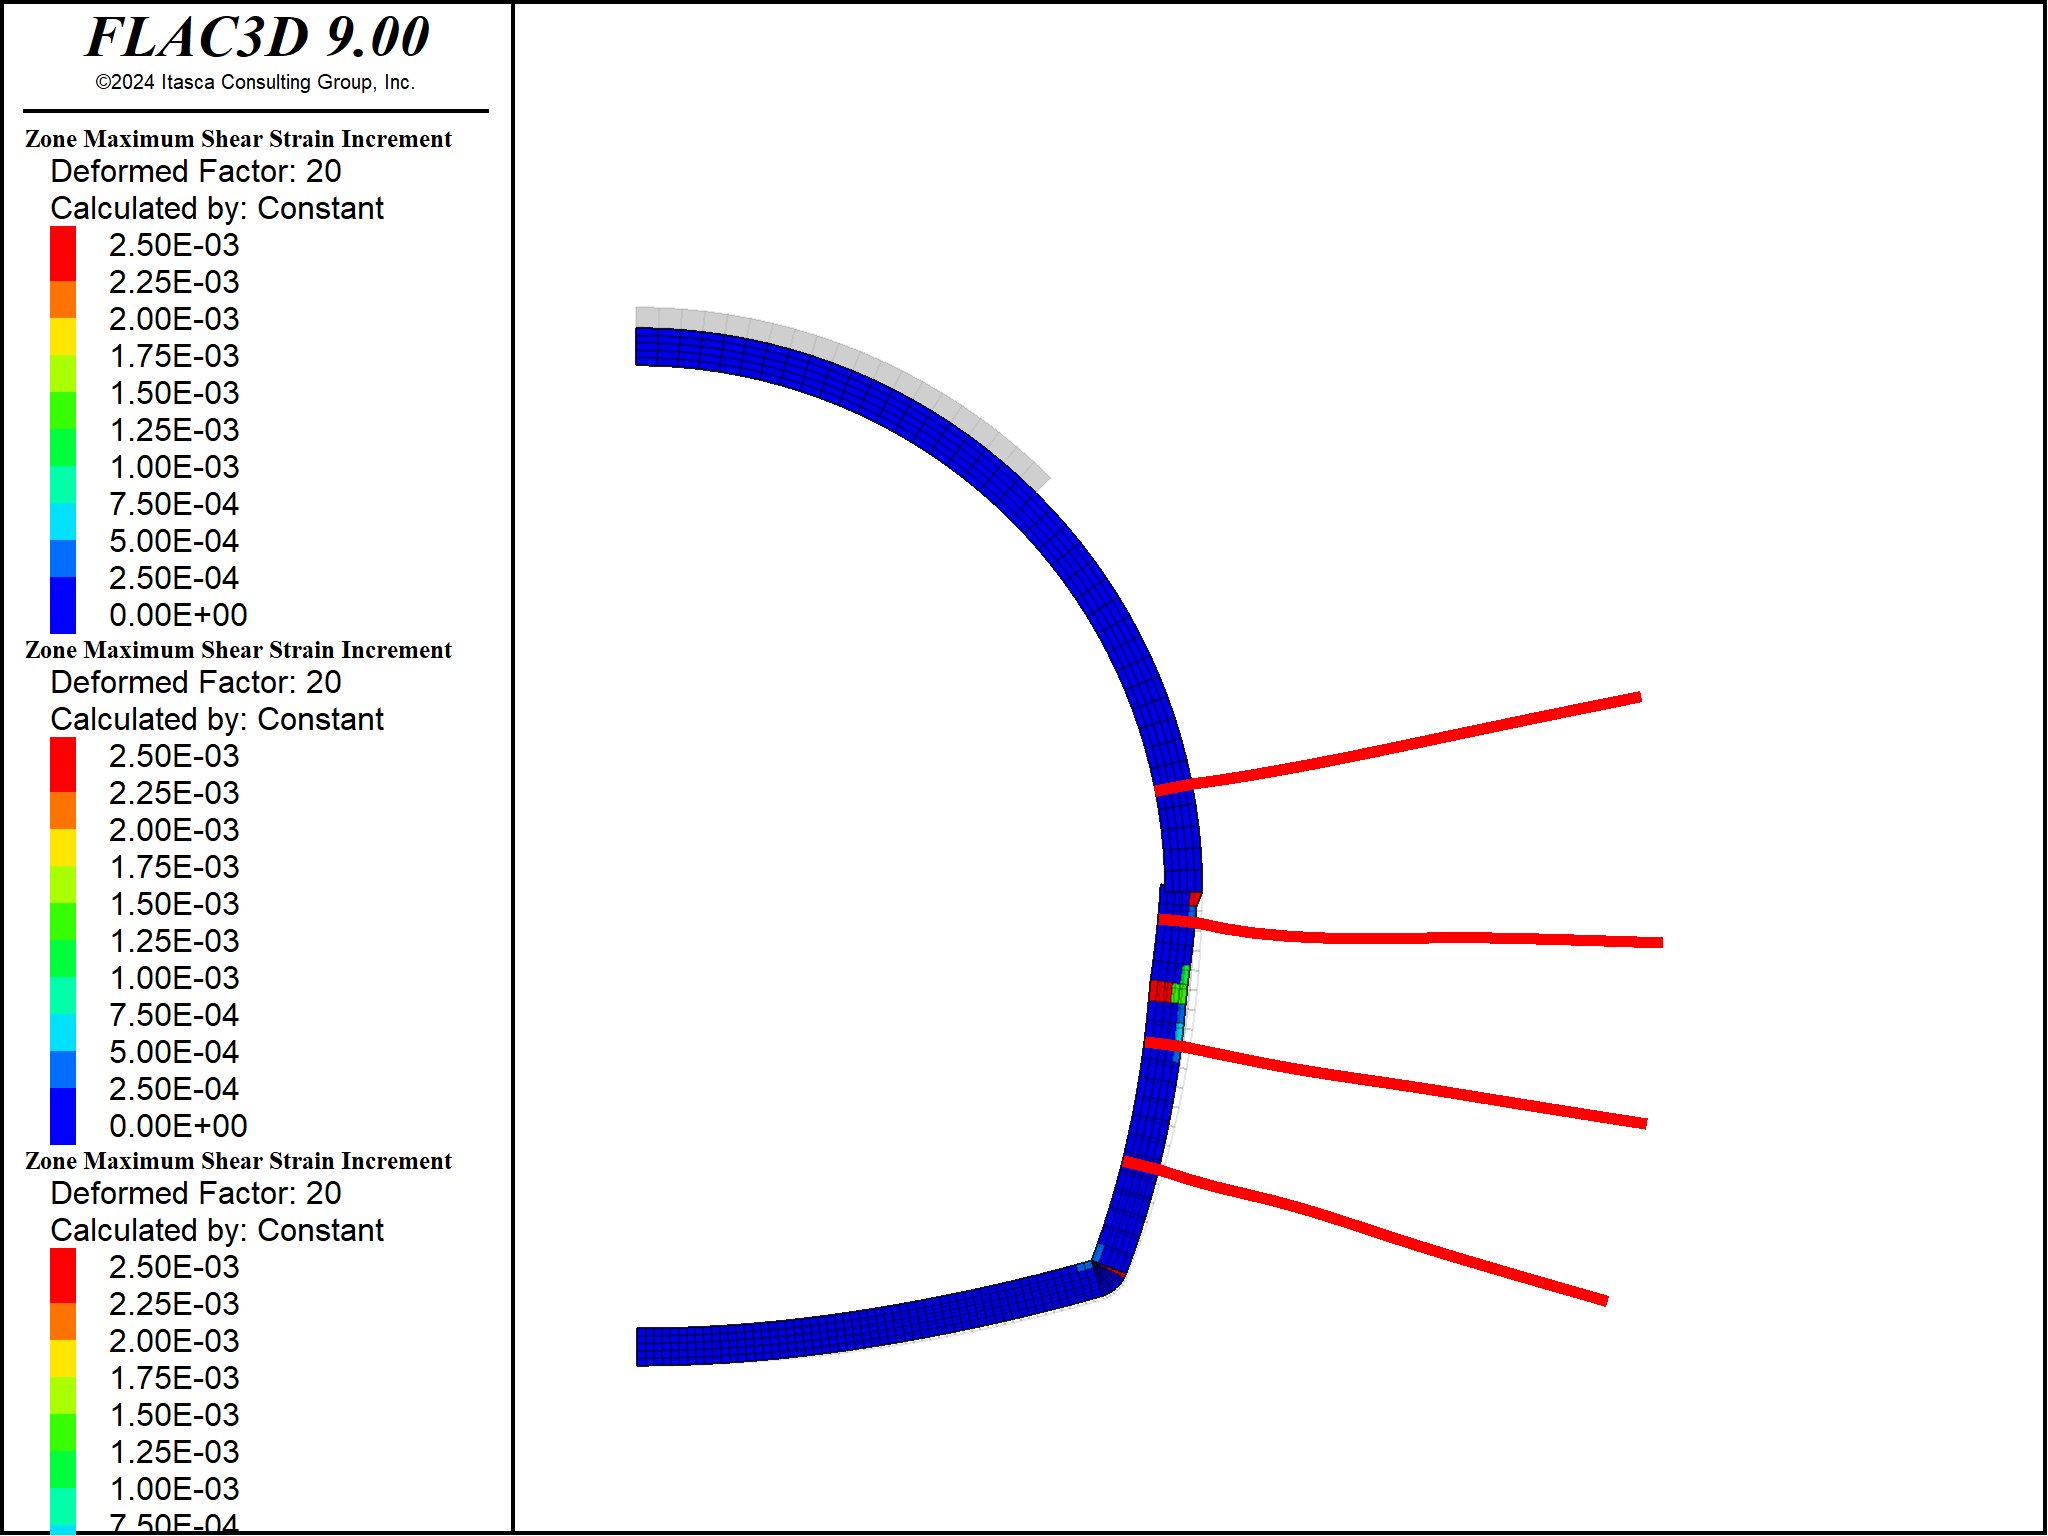 FLAC3D 9.00
©2024 Itasca Consulting Group, Inc.
Zone Maximum Shear Strain Increment
Deformed Factor: 20
Calculated by: Constant
2.50E-03
2.25E-03
2.00E-03
1.75E-03
1.50E-03
1.25E-03
1.00E-03
7.50E-04
5.00E-04
2.50E-04
0.00E+00
Zone Maximum Shear Strain Increment
Deformed Factor: 20
Calculated by: Constant
2.50E-03
2.25E-03
2.00E-03
1.75E-03
1.50E-03
1.25E-03
1.00E-03
7.50E-04
5.00E-04
2.50E-04
0.00E+00
Zone Maximum Shear Strain Increment
Deformed Factor: 20
Calculated by: Constant
2.50E-03
2.25E-03
2.00E-03
1.75E-03
1.50E-03
1.25E-03
1.00E-03
7.50E-04